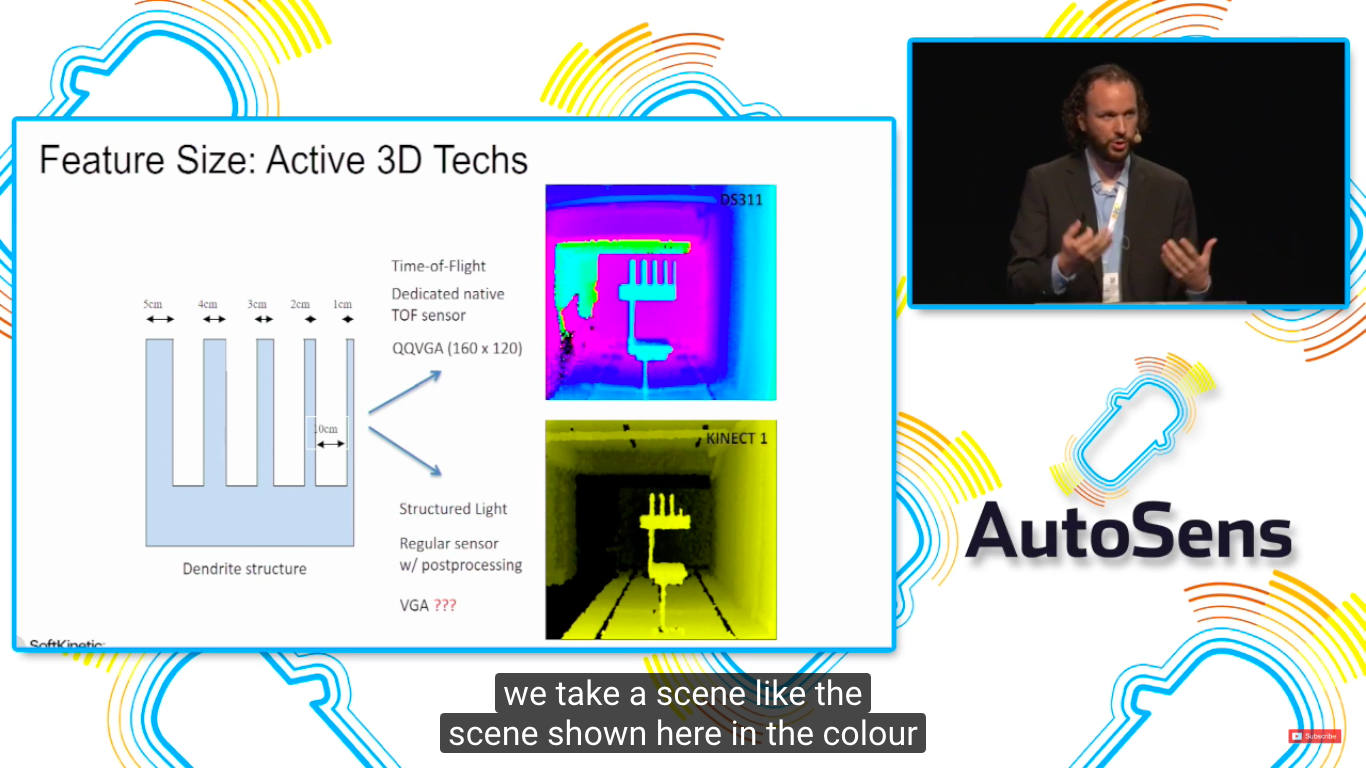 Feature Size: Active 3D Techs
DS311
Time-of-Flight
Dedicated native
TOF sensor
QQVGA (160 x 120)
5cm
4cm
3cm
2cm
1cm
10cm
KINECT 1
Structured Light
Regular sensor
w/ postprocessing
VGA ???
Dendrite structure
SoftKinetic
AutoSens
we take a scene like the
scene shown here in the colour
Subscribe